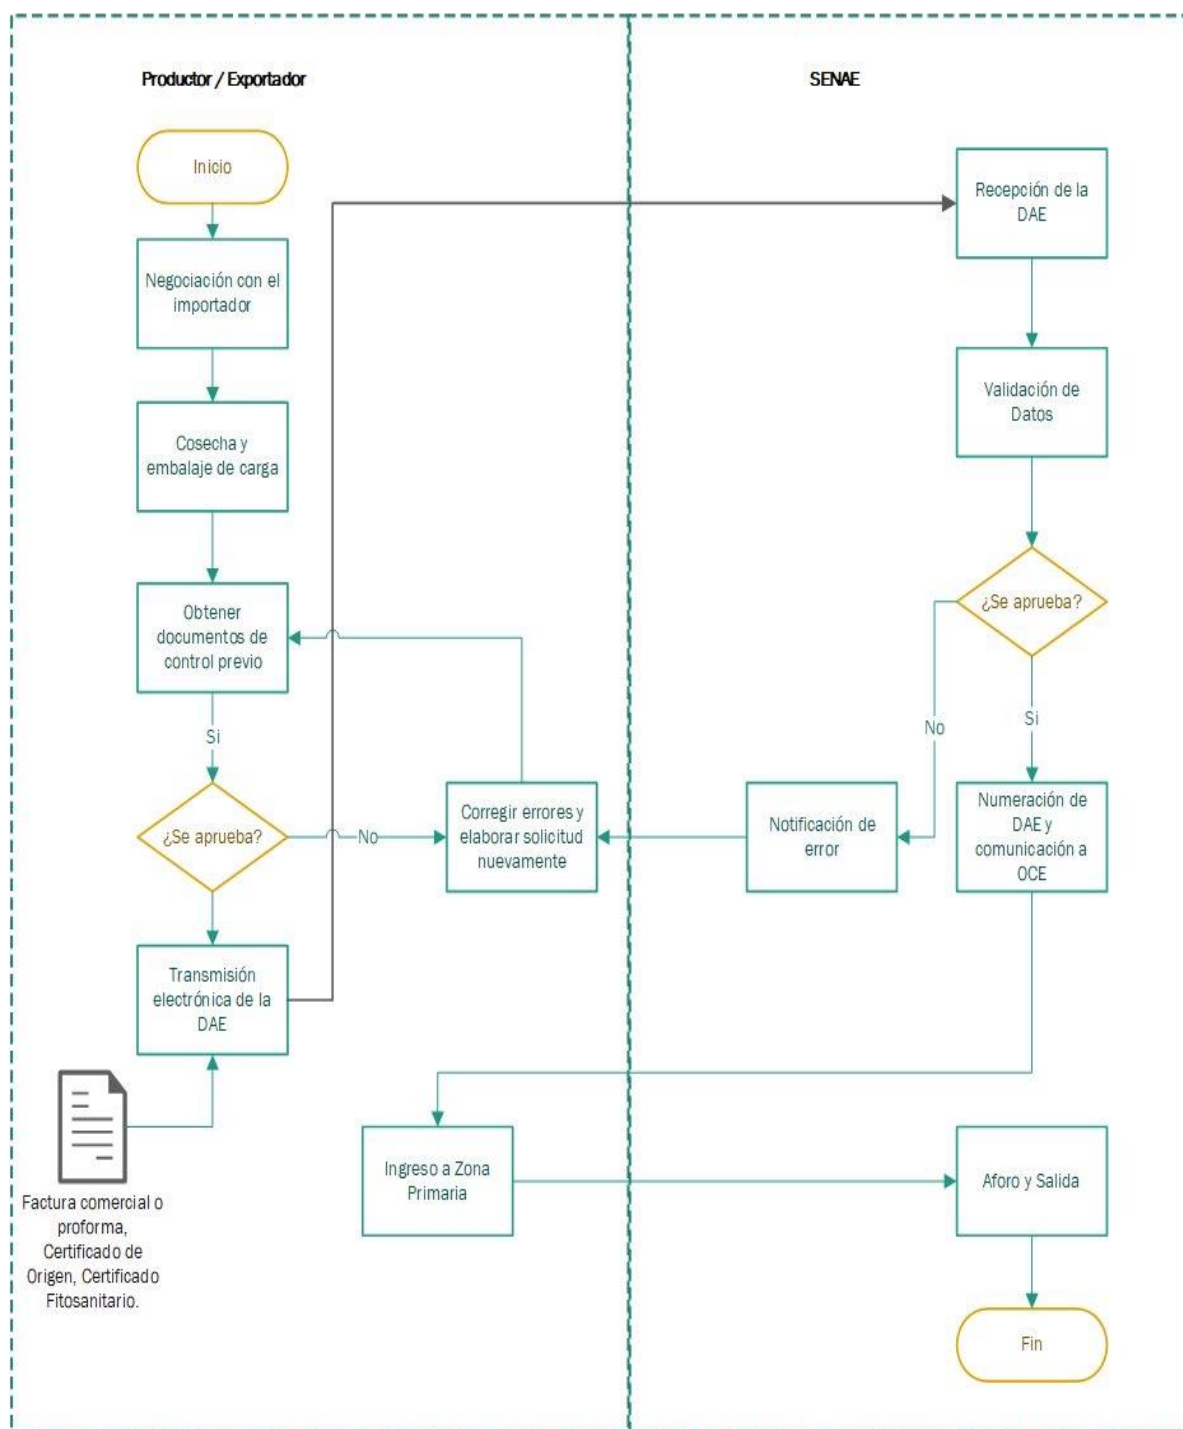 Productor / Exportador
SENAE
Inicio
Recepción de la
DAE
Negociación con el
importador
Validación de
Datos
Cosecha y
embalaje de carga
¿Se aprueba?
Obtener
documentos de
control previo
Si
No
Si
¿Se aprueba?
No
Corregir errores y
elaborar solicitud
nuevamente
Notificación de
error
Numeración de
DAE y
comunicación a
OCE
Transmisión
electrónica de la
DAE
Factura comercial o
proforma,
Certificado de
Origen, Certificado
Fitosanitario.
Ingreso a Zona
Primaria
Aforo y Salida
Fin